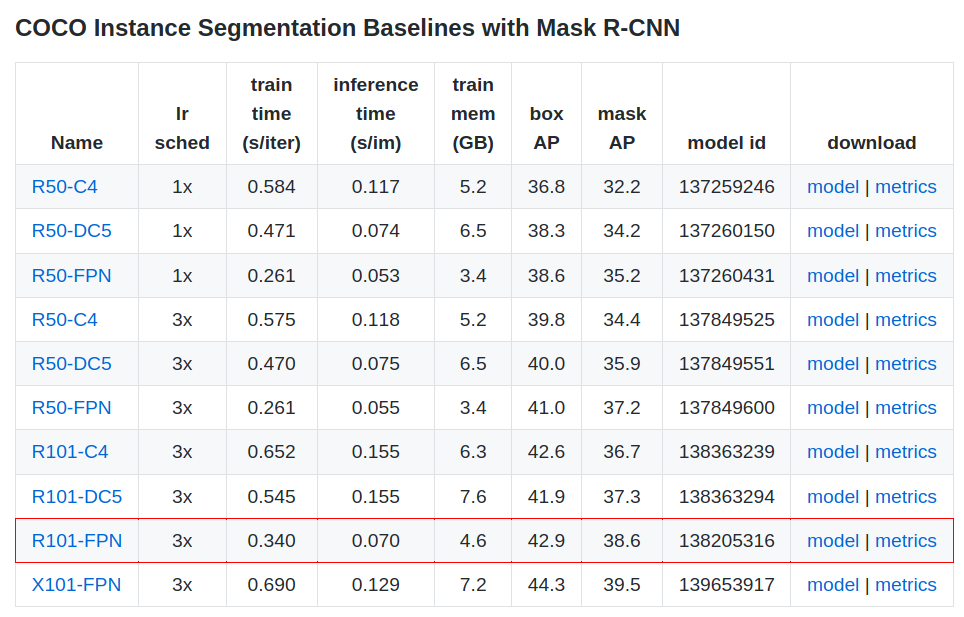 COCO Instance Segmentation Baselines with Mask R-CNN
Name | lr sched | train time (s/iter) | inference time (s/im) | train mem (GB) | box AP | mask AP | model id | download
R50-C4 1x 0.584 0.117 5.2 36.8 32.2 137259246 model | metrics
R50-DC5 1x 0.471 0.074 6.5 38.3 34.2 137260150 model | metrics
R50-FPN 1x 0.261 0.053 3.4 38.6 35.2 137260431 model | metrics
R50-C4 3x 0.575 0.118 5.2 39.8 34.4 137849525 model | metrics
R50-DC5 3x 0.470 0.075 6.5 40.0 35.9 137849551 model | metrics
R50-FPN 3x 0.261 0.055 3.4 41.0 37.2 137849600 model | metrics
R101-C4 3x 0.652 0.155 6.3 42.6 36.7 138363239 model | metrics
R101-DC5 3x 0.545 0.155 7.6 41.9 37.3 138363294 model | metrics
R101-FPN 3x 0.340 0.070 4.6 42.9 38.6 138205316 model | metrics
X101-FPN 3x 0.690 0.129 7.2 44.3 39.5 139653917 model | metrics